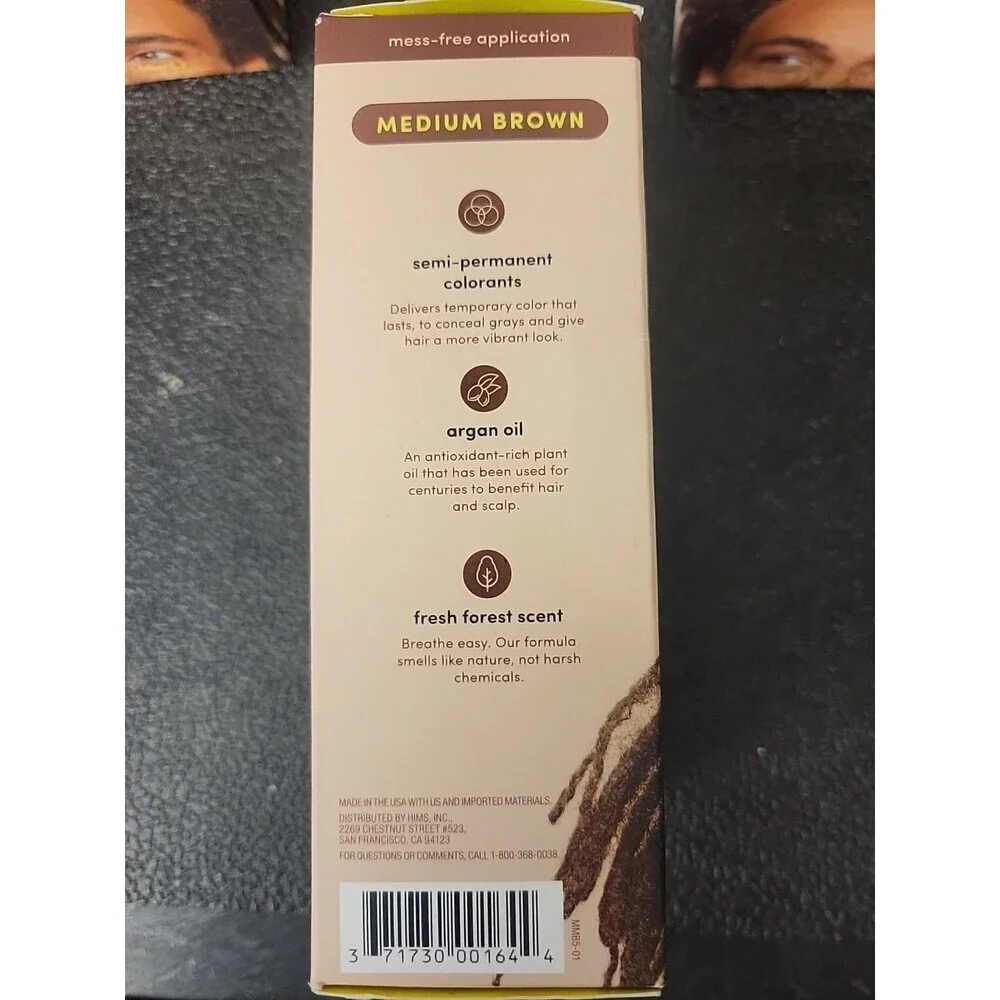 mess-free application
MEDIUM BROWN
semi-permanent
colorants
Delivers temporary color that
lasts, to conceal grays and give
hair a more vibrant look.
argan oil
An antioxidant-rich plant
oil that has been used for
centuries to benefit hair
and scalp.
fresh forest scent
Breathe easy. Our formula
smells like nature, not harsh
chemicals.
MADE IN THE USA WITH US AND IMPORTED MATERIALS.
DISTRIBUTED BY HIMS, INC.,
2269 CHESTNUT STREET #523,
SAN FRANCISCO, CA 94123
FOR QUESTIONS OR COMMENTS, CALL 1-800-368-0038.
3 71730 00164 4
MMB5-01